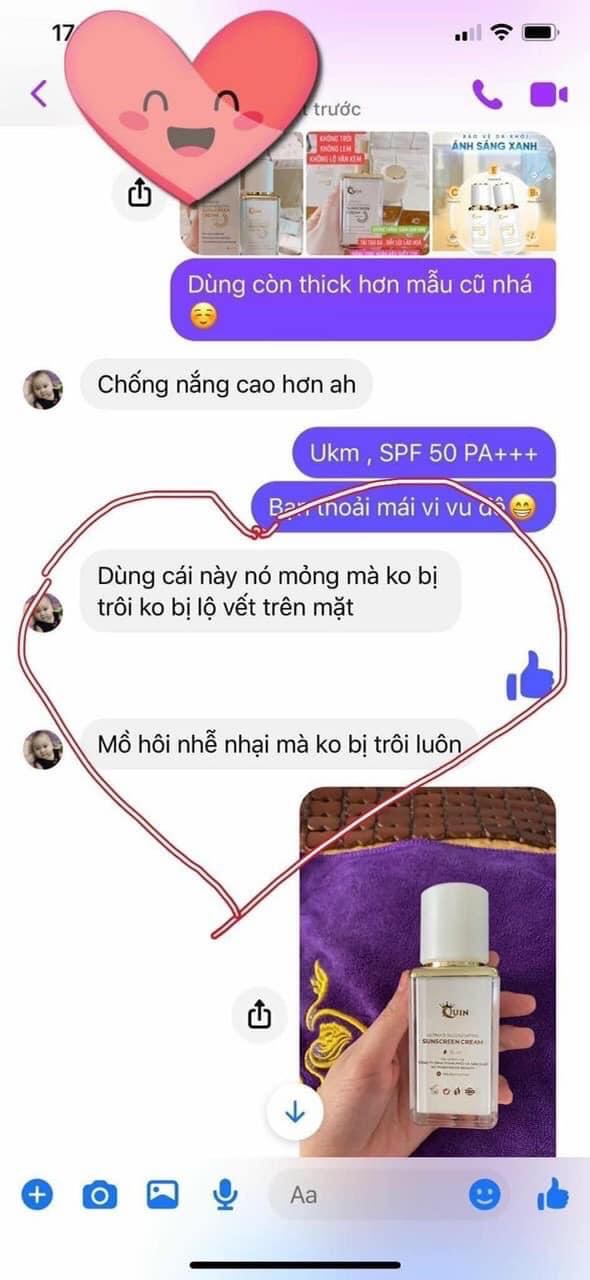 17
trước
KHÔNG TRÔI
KHÔNG LEM
KHÔNG LỘ VÂN KEM
SUNSCREEN CREAM
BẢO VỆ DA KHỎI
ÁNH SÁNG XANH
C
E
B₃
Dùng còn thick hơn mẫu cũ nhá
☺️
Chống nắng cao hơn ah
Ukm , SPF 50 PA+++
Bạn thoải mái vi vu đê😁
Dùng cái này nó mỏng mà ko bị
trôi ko bị lộ vết trên mặt
Mồ hôi nhễ nhại mà ko bị trôi luôn
QUIN
SUNSCREEN CREAM
Aa